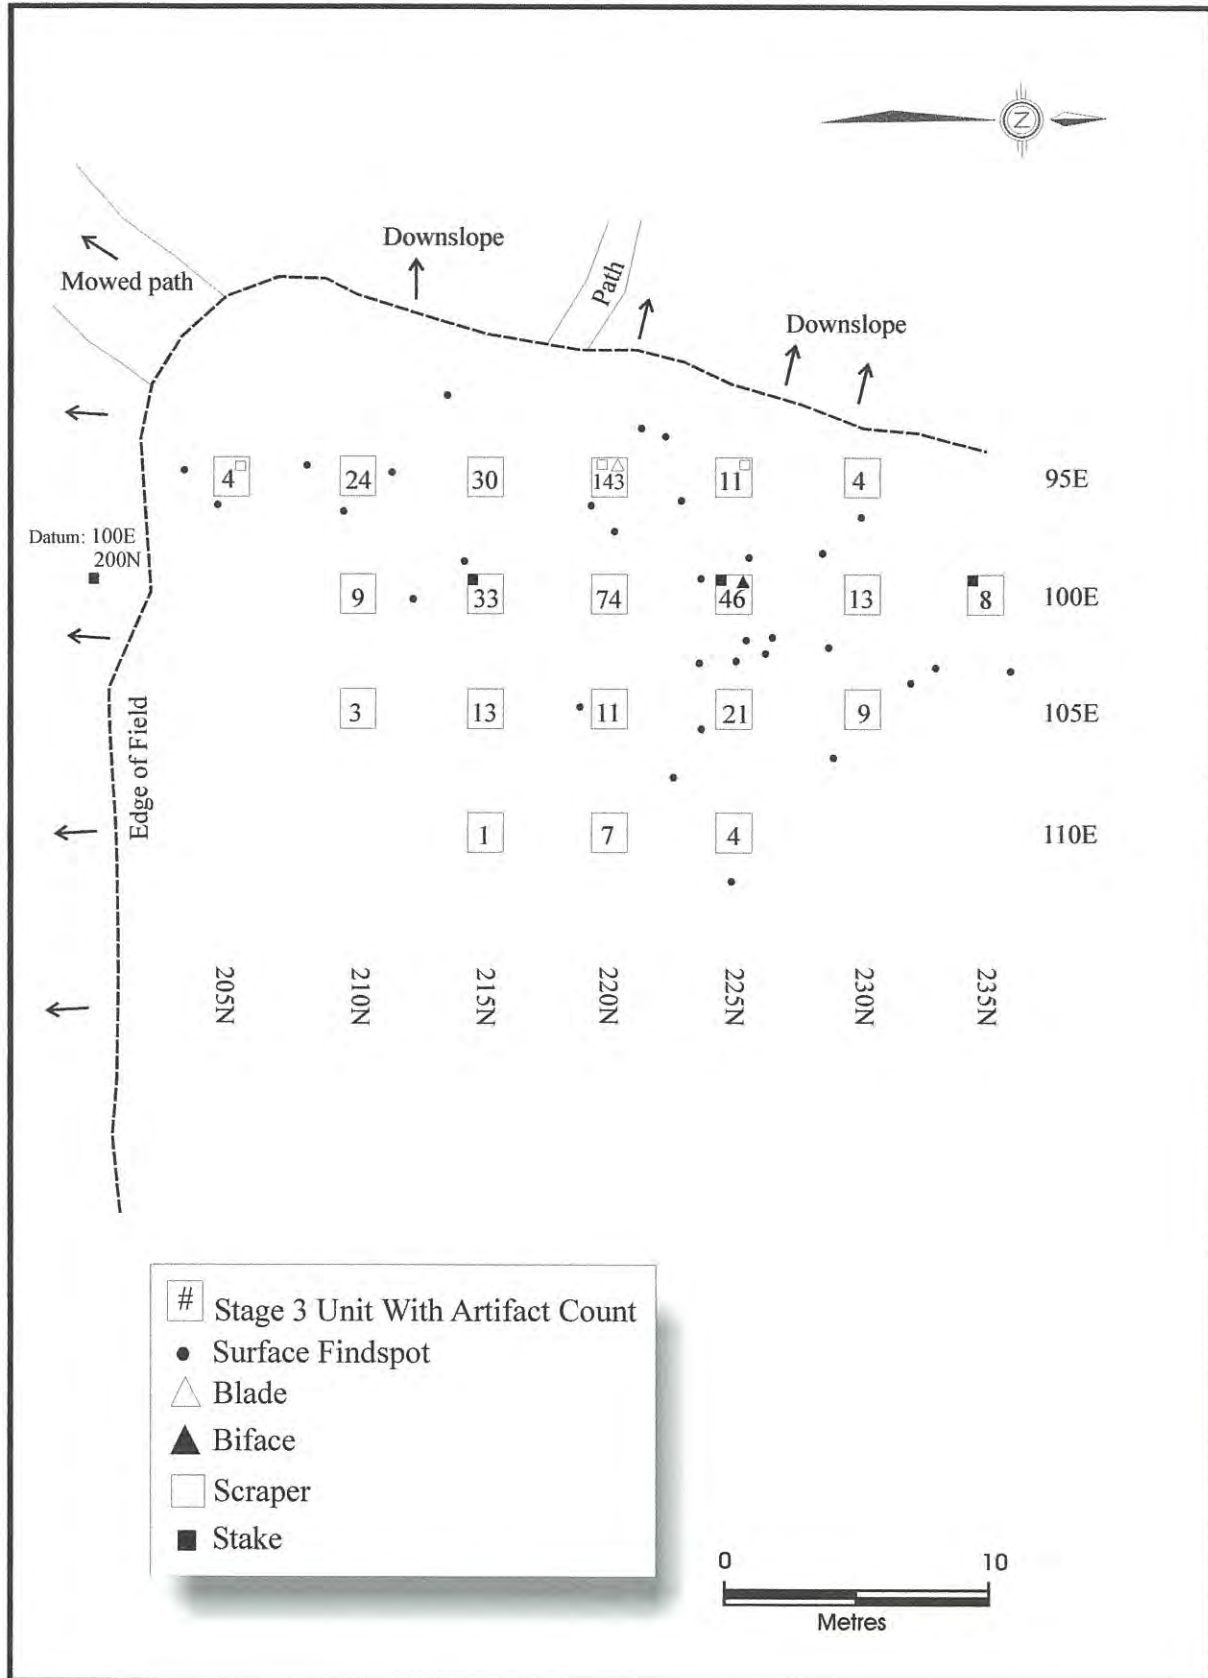 Z
Downslope
Mowed path
Path
Downslope
4 24 30 143 11 4 95E
Datum: 100E
200N
9 33 74 46 13 8 100E
3 13 11 21 9 105E
Edge of Field
1 7 4 110E
205N 210N 215N 220N 225N 230N 235N
# Stage 3 Unit With Artifact Count
Surface Findspot
Blade
Biface
Scraper
Stake
0 10
Metres